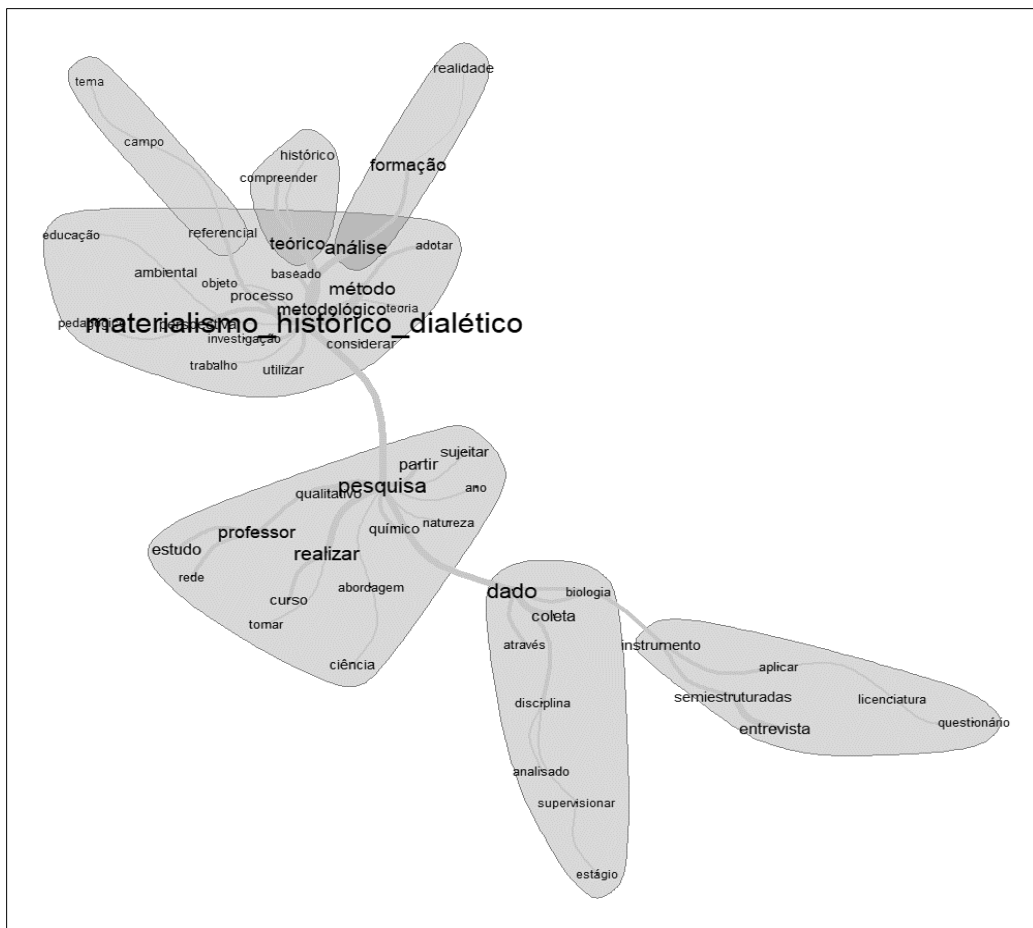 realidade
tema
campo
histórico
formação
compreender
educação
referencial
teórico
análise
adotar
ambiental
objeto
baseado
processo
método
metodológico
teoria
pedagógico
perspectiva
materialismo_histórico_dialético
investigação
considerar
trabalho
utilizar
sujeitar
partir
pesquisa
ano
qualitativo
químico
natureza
professor
estudo
realizar
rede
abordagem
curso
tomar
ciência
dado
biologia
coleta
através
instrumento
aplicar
semiestruturadas
licenciatura
disciplina
entrevista
questionário
analisado
supervisionar
estágio